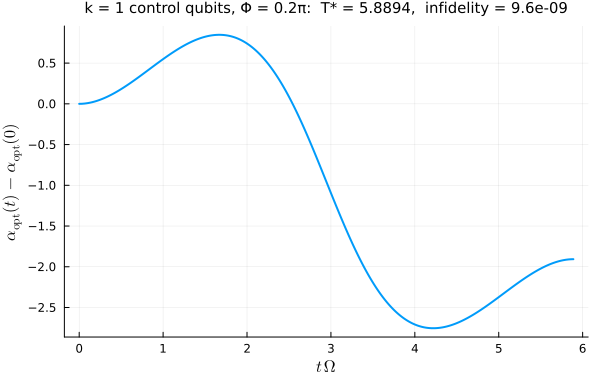 k = 1 control qubits, Φ = 0.2π:  T* = 5.8894,  infidelity = 9.6e-09
α_opt(t) − α_opt(0)
0.5
0.0
−0.5
−1.0
−1.5
−2.0
−2.5
0 1 2 3 4 5 6
t Ω